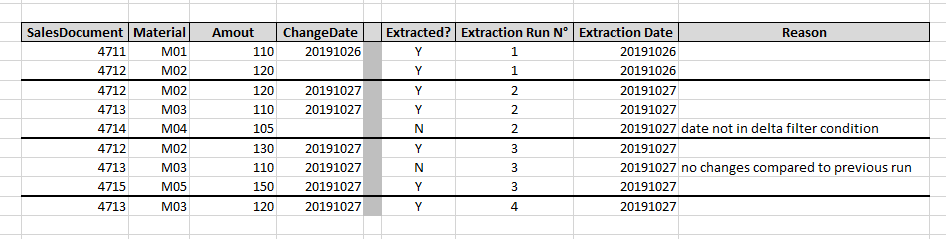 SalesDocument Material Amout ChangeDate Extracted? Extraction Run N° Extraction Date Reason
4711 M01 110 20191026 Y 1 20191026
4712 M02 120 Y 1 20191026
4712 M02 120 20191027 Y 2 20191027
4713 M03 110 20191027 Y 2 20191027
4714 M04 105 N 2 20191027 date not in delta filter condition
4712 M02 130 20191027 Y 3 20191027
4713 M03 110 20191027 N 3 20191027 no changes compared to previous run
4715 M05 150 20191027 Y 3 20191027
4713 M03 120 20191027 Y 4 20191027